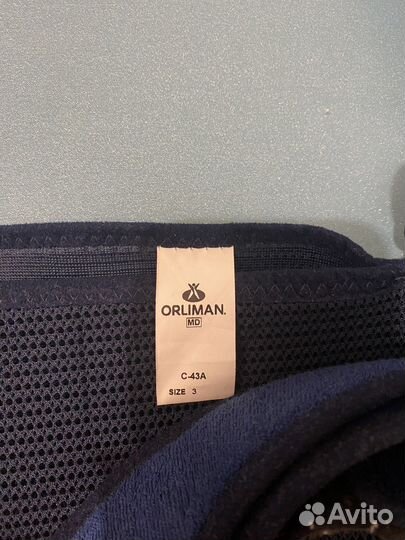 ORLIMAN.
MD
C-43A
SIZE 3
Avito